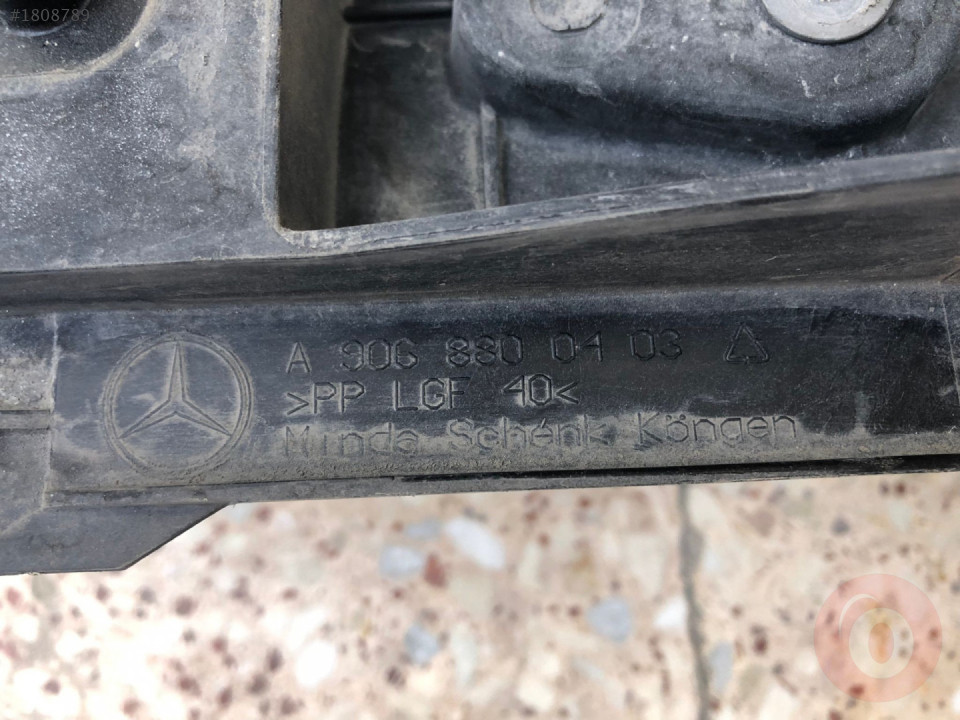 #1808789
A 906 880 04 03
>PP LGF 40<
Minda Schenk Köngen